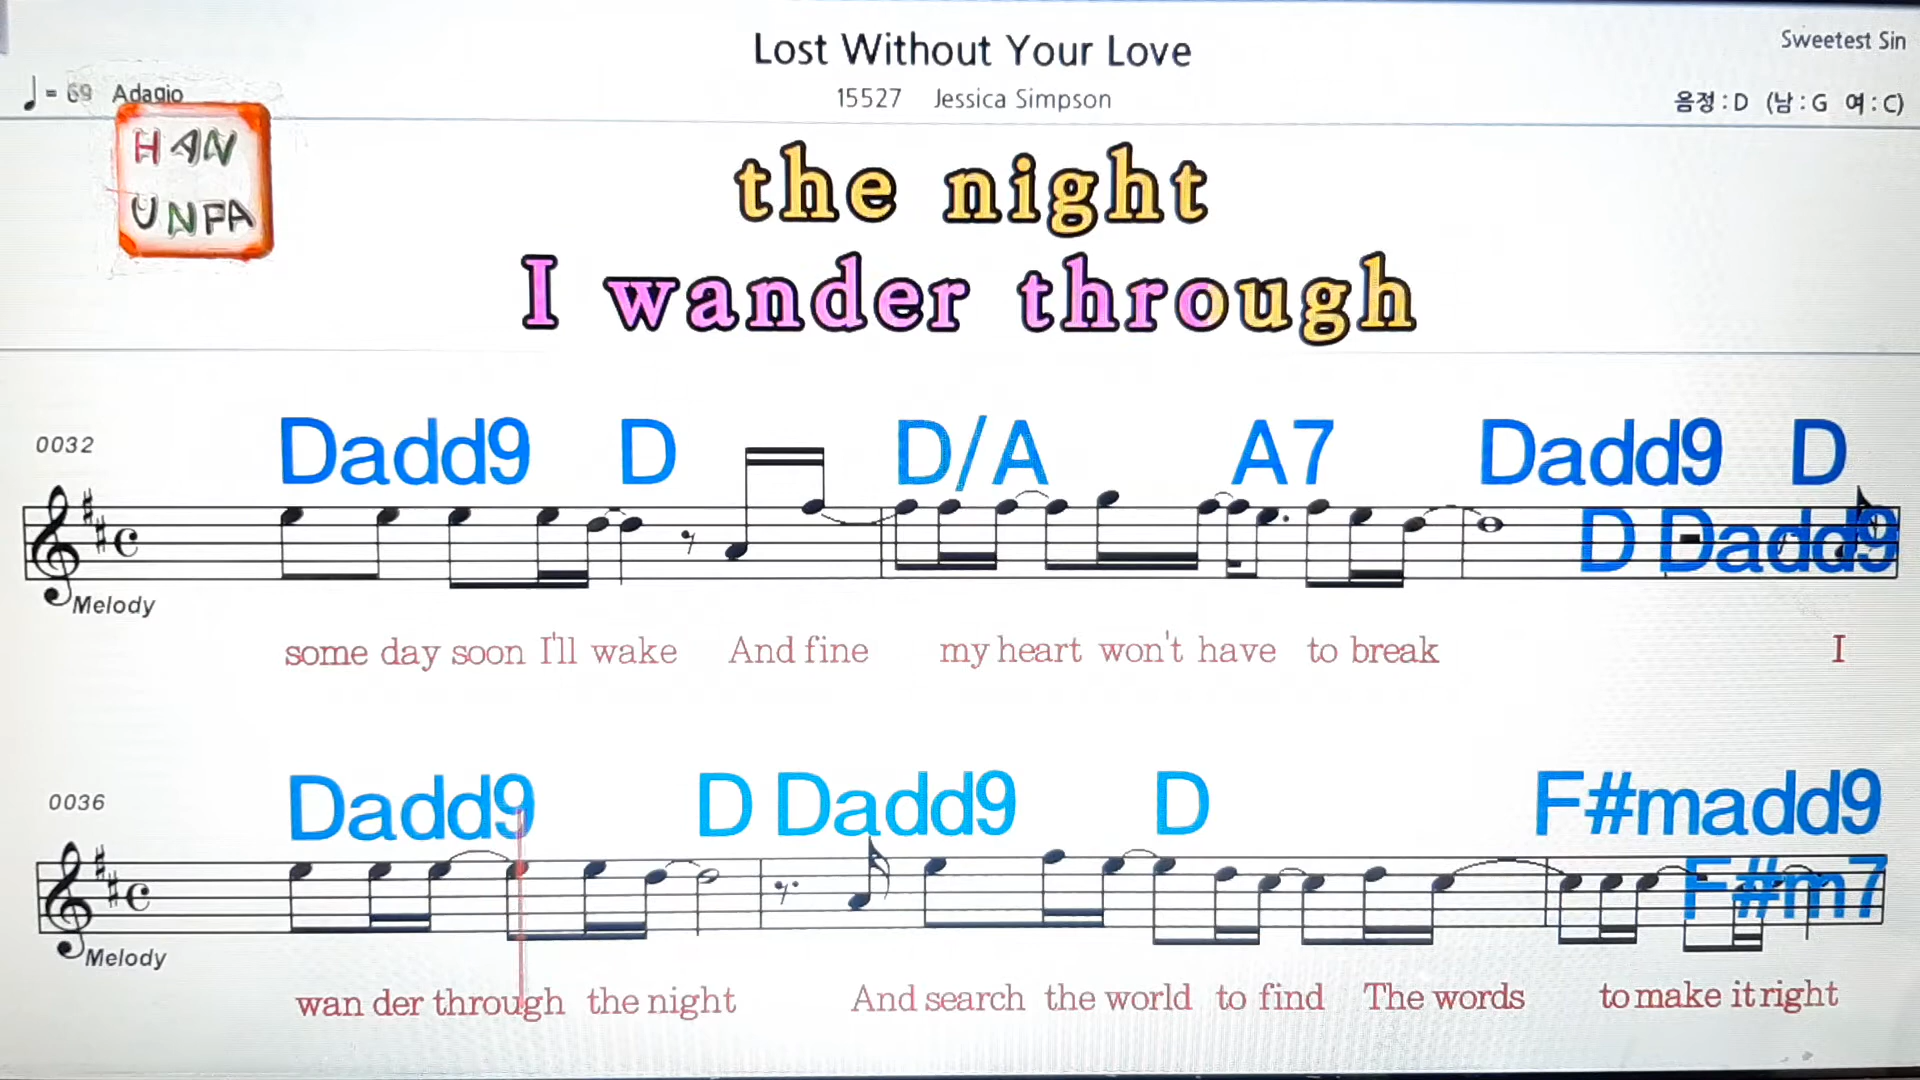 Lost Without Your Love
Sweetest Sin
= 69 Adagio
15527 Jessica Simpson
음정 : D (남 : G 여 : C)
HAN
UNPA
the night
I wander through
0032
Dadd9 D D/A A7 Dadd9 D
D Dadd9
Melody
some day soon I'll wake And fine my heart won't have to break I
0036
Dadd9 D Dadd9 D F#madd9
F#m7
Melody
wan der through the night And search the world to find The words to make it right